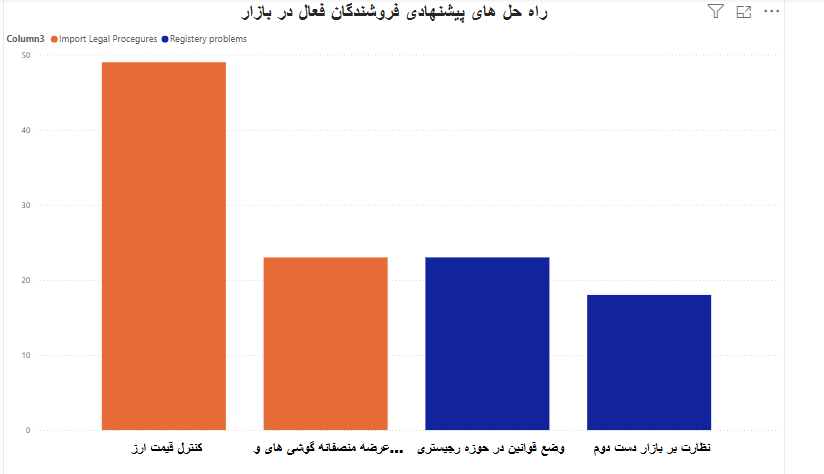 راه حل های پیشنهادی فروشندگان فعال در بازار
Column3 Import Legal Procegures Registery problems
50
40
30
20
10
0
کنترل قیمت ارز
عرضه منصفانه گوشی های و...
وضع قوانین در حوزه رجیستری
نظارت بر بازار دست دوم